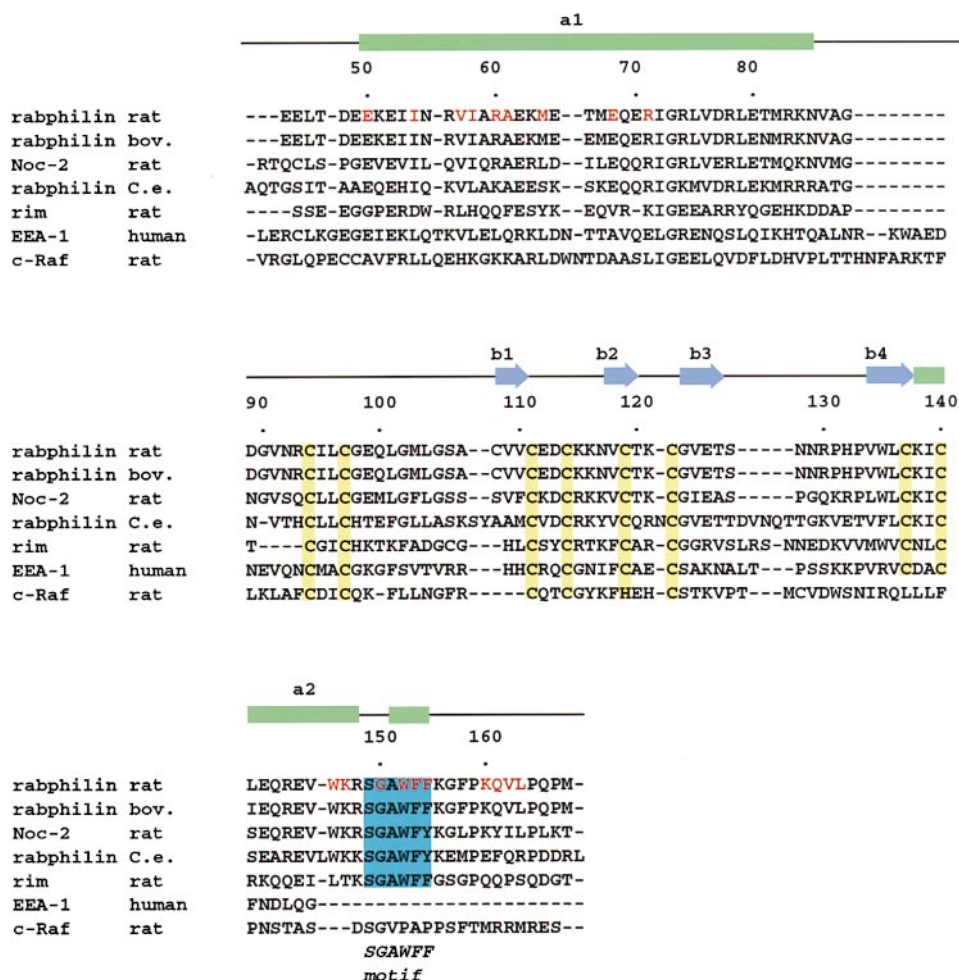 a1
50 60 70 80
rabphilin rat ---EELT-DEEKEIIN-RVIARAEKME--TMEQERIGRLVDRLETMRKNVAG--------
rabphilin bov. ---EELT-DEEKEIIN-RVIARAEKME--EMEQERIGRLVDRLENMRKNVAG--------
Noc-2 rat -RTQCLS-PGEVEVIL-QVIQRAERLD--ILEQQRIGRLVERLETMQKNVMG--------
rabphilin C.e. AQTGSIT-AAEQEHIQ-KVLAKAEESK--SKEQQRIGKMVDRLEKMRRRATG--------
rim rat ----SSE-EGGPERDW-RLHQQFESYK--EQVR-KIGEEARRYQGEHKDDAP--------
EEA-1 human -LERCLKGEGEIEKLQTKVLELQRKLDN-TTAVQELGRENQSLQIKHTQALNR--KWAED
c-Raf rat -VRGLQPECCAVFRLLQEHKGKKARLDWNTDAASLIGEELQVDFLDHVPLTTHNFARKTF
b1 b2 b3 b4
90 100 110 120 130 140
rabphilin rat DGVNRCILCGEQLGMLGSA--CVVCEDCKKNVCTK-CGVETS-----NNRPHPVWLCKIC
rabphilin bov. DGVNRCILCGEQLGMLGSA--CVVCEDCKKNVCTK-CGVETS-----NNRPHPVWLCKIC
Noc-2 rat NGVSQCLLCGEMLGFLGSS--SVFCKDCRKKVCTK-CGIEAS-----PGQKRPLWLCKIC
rabphilin C.e. N-VTHCLLCHTEFGLLASKSYAAMCVDCRKYVCQRNCGVETTDVNQTTGKVETVFLCKIC
rim rat T----CGICHKTKFADGCG---HLCSYCRTKFCAR-CGGRVSLRS-NNEDKVVMWVCNLC
EEA-1 human NEVQNCMACGKGFSVTVRR---HHCRQCGNIFCAE-CSAKNALT---PSSKKPVRVCDAC
c-Raf rat LKLAFCDICQK-FLLNGFR-----CQTCGYKFHEH-CSTKVPT----MCVDWSNIRQLLLF
a2
150 160
rabphilin rat LEQREV-WKRSGAWFFKGFPKQVLPQPM-
rabphilin bov. IEQREV-WKRSGAWFFKGFPKQVLPQPM-
Noc-2 rat SEQREV-WKRSGAWFYKGLPKYILPLKT-
rabphilin C.e. SEAREVLWKKSGAWFYKEMPEFQRPDDRL
rim rat RKQQEI-LTKSGAWFFGSGPQQPSQDGT-
EEA-1 human FNDLQG-----------------------
c-Raf rat PNSTAS---DSGVPAPPSFTMRRMRES--
SGAWFF
motif